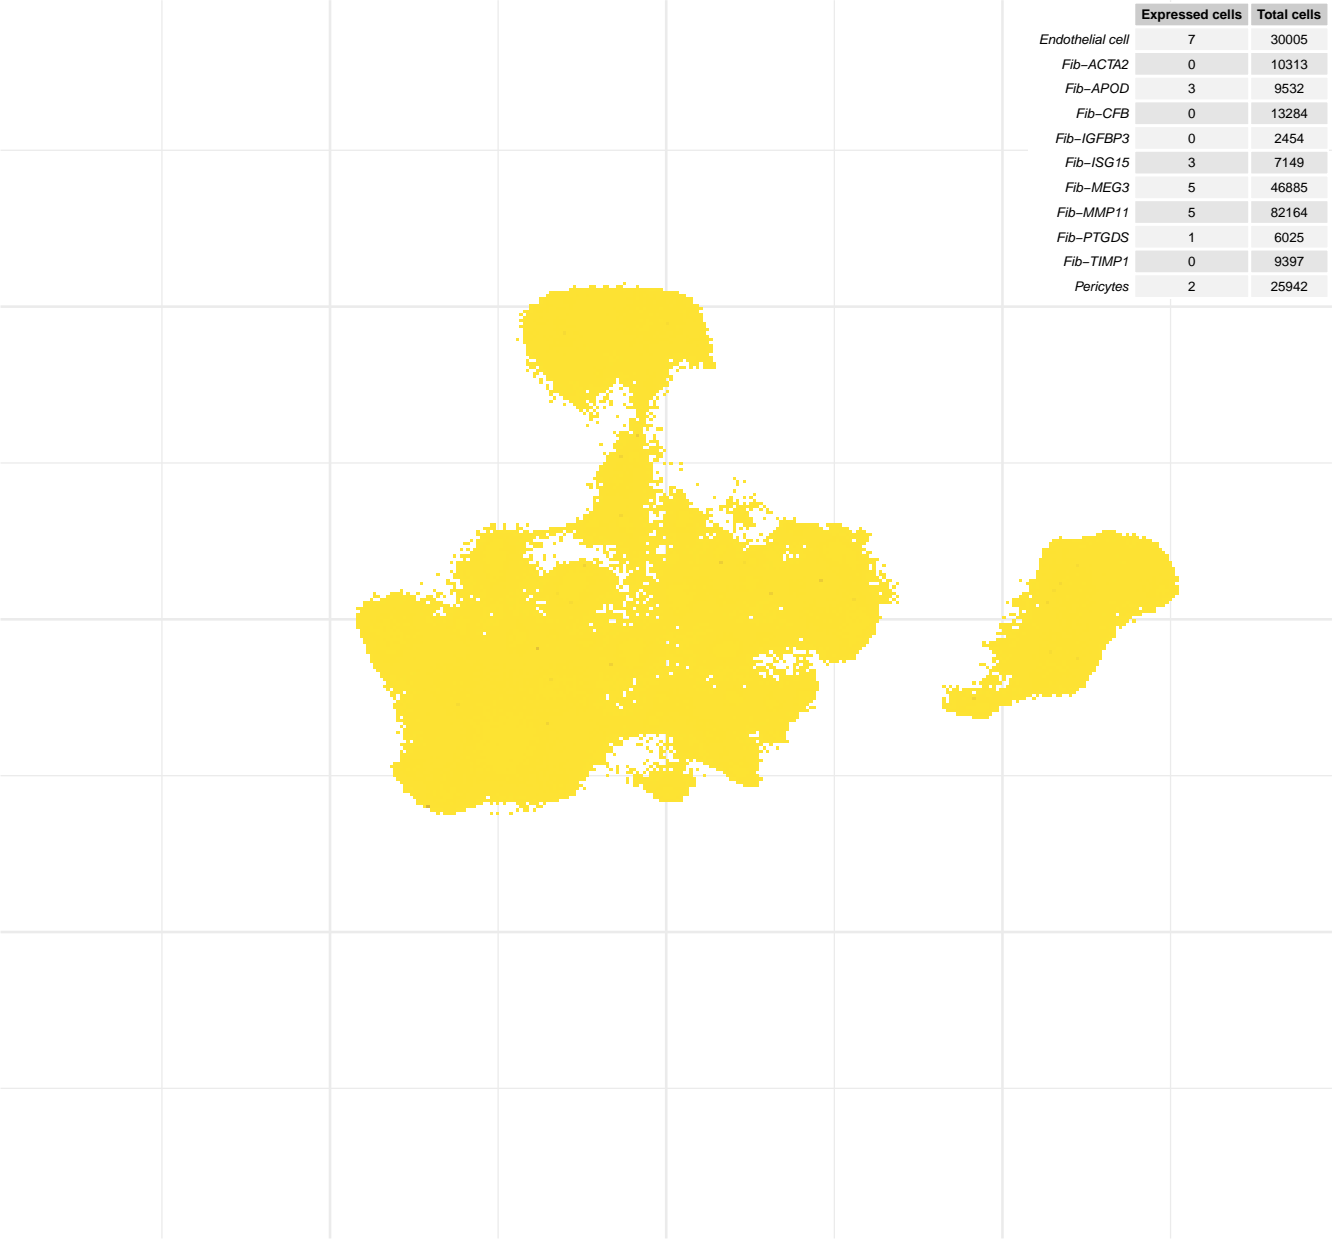 Expressed cells Total cells
Endothelial cell 7 30005
Fib−ACTA2 0 10313
Fib−APOD 3 9532
Fib−CFB 0 13284
Fib−IGFBP3 0 2454
Fib−ISG15 3 7149
Fib−MEG3 5 46885
Fib−MMP11 5 82164
Fib−PTGDS 1 6025
Fib−TIMP1 0 9397
Pericytes 2 25942